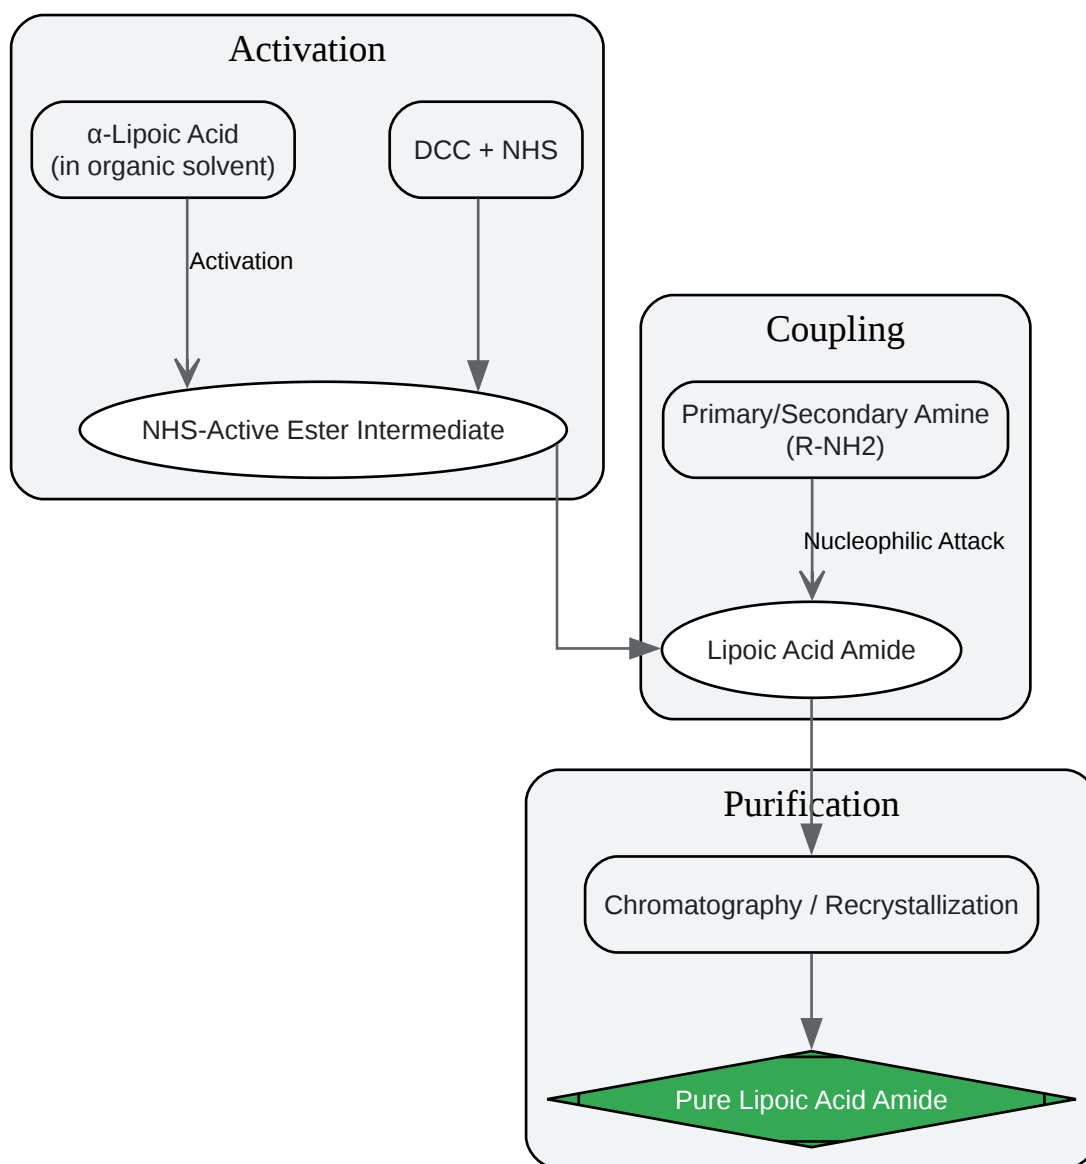 Activation
α-Lipoic Acid
(in organic solvent)
DCC + NHS
Activation
NHS-Active Ester Intermediate
Coupling
Primary/Secondary Amine
(R-NH2)
Nucleophilic Attack
Lipoic Acid Amide
Purification
Chromatography / Recrystallization
Pure Lipoic Acid Amide